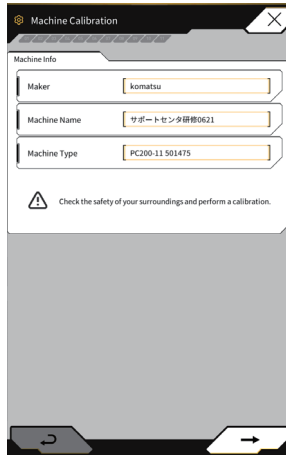 Machine Calibration
Machine Info
Maker
komatsu
Machine Name
サポートセンタ研修0621
Machine Type
PC200-11 501475
Check the safety of your surroundings and perform a calibration.